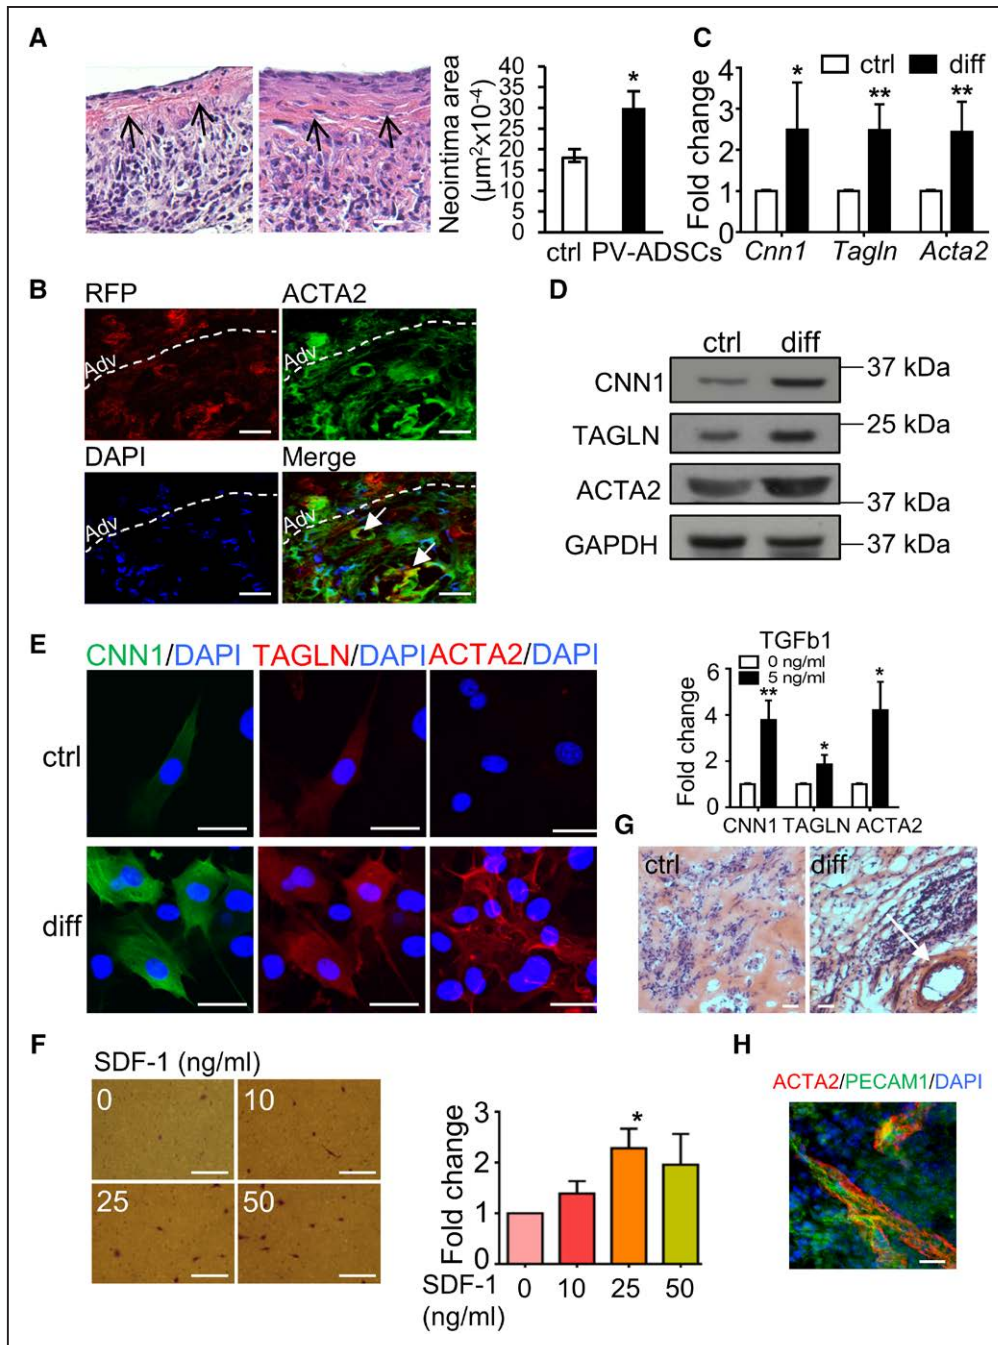 A
Neointima area
(µm²x10⁻⁴)
40
35
30
25
20
15
10
5
0
*
ctrl PV-ADSCs
C
ctrl diff
Fold change
4
3
2
1
0
* ** **
Cnn1 Tagln Acta2
B
RFP ACTA2
Adv Adv
DAPI Merge
Adv Adv
D
ctrl diff
CNN1 37 kDa
TAGLN 25 kDa
ACTA2 37 kDa
GAPDH 37 kDa
E
CNN1/DAPI TAGLN/DAPI ACTA2/DAPI
ctrl
diff
TGFb1
0 ng/ml
5 ng/ml
Fold change
6
4
2
0
** * *
CNN1 TAGLN ACTA2
G
ctrl diff
F
SDF-1 (ng/ml)
0 10
25 50
Fold change
3
2
1
0
*
SDF-1 0 10 25 50
(ng/ml)
H
ACTA2/PECAM1/DAPI